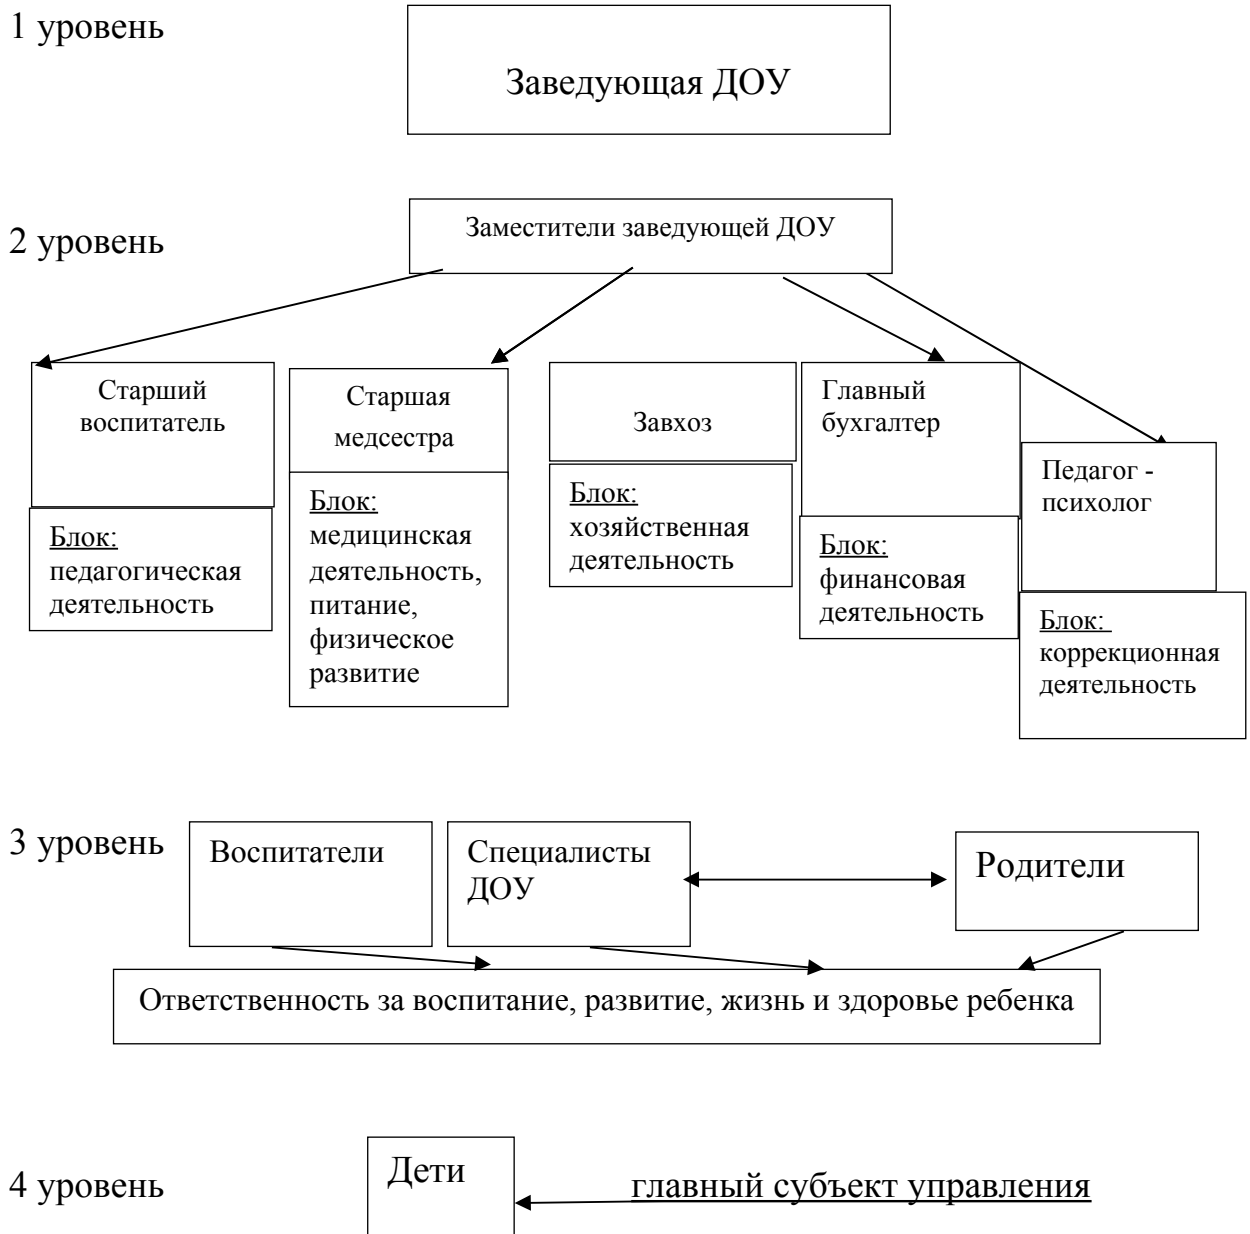 1 уровень
Заведующая ДОУ
2 уровень
Заместители заведующей ДОУ
Старший
воспитатель
Блок:
педагогическая
деятельность
Старшая
медсестра
Блок:
медицинская
деятельность,
питание,
физическое
развитие
Завхоз
Блок:
хозяйственная
деятельность
Главный
бухгалтер
Блок:
финансовая
деятельность
Педагог -
психолог
Блок:
коррекционная
деятельность
3 уровень
Воспитатели
Специалисты
ДОУ
Родители
Ответственность за воспитание, развитие, жизнь и здоровье ребенка
4 уровень
Дети
главный субъект управления